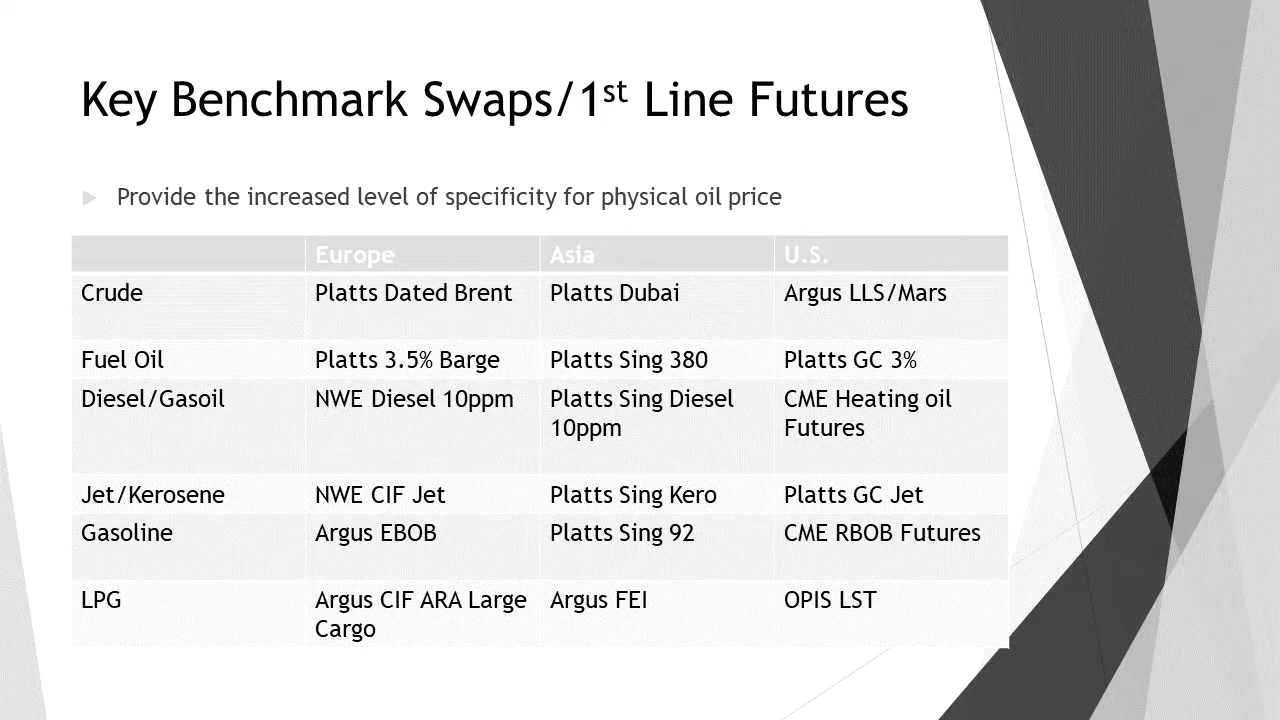 Key Benchmark Swaps/1st Line Futures
Provide the increased level of specificity for physical oil price
Europe Asia U.S.
Crude Platts Dated Brent Platts Dubai Argus LLS/Mars
Fuel Oil Platts 3.5% Barge Platts Sing 380 Platts GC 3%
Diesel/Gasoil NWE Diesel 10ppm Platts Sing Diesel CME Heating oil
10ppm Futures
Jet/Kerosene NWE CIF Jet Platts Sing Kero Platts GC Jet
Gasoline Argus EBOB Platts Sing 92 CME RBOB Futures
LPG Argus CIF ARA Large Argus FEI OPIS LST
Cargo